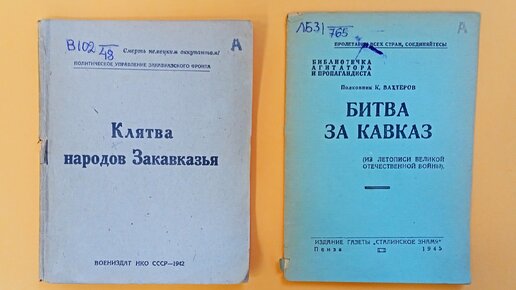 В102
48
А
Смерть немецким оккупантам!
ПОЛИТИЧЕСКОЕ УПРАВЛЕНИЕ ЗАКАВКАЗСКОГО ФРОНТА
Клятва
народов Закавказья
ВОЕНИЗДАТ НКО СССР—1942
ЛБ31
765
А
ПРОЛЕТАРИИ ВСЕХ СТРАН, СОЕДИНЯЙТЕСЬ!
БИБЛИОТЕЧКА
АГИТАТОРА
И ПРОПАГАНДИСТА
Полковник К. ВАХТЕРОВ
БИТВА
ЗА КАВКАЗ
(ИЗ ЛЕТОПИСИ ВЕЛИКОЙ
ОТЕЧЕСТВЕННОЙ ВОЙНЫ).
ИЗДАНИЕ ГАЗЕТЫ „СТАЛИНСКОЕ ЗНАМЯ"
Пенза 1945